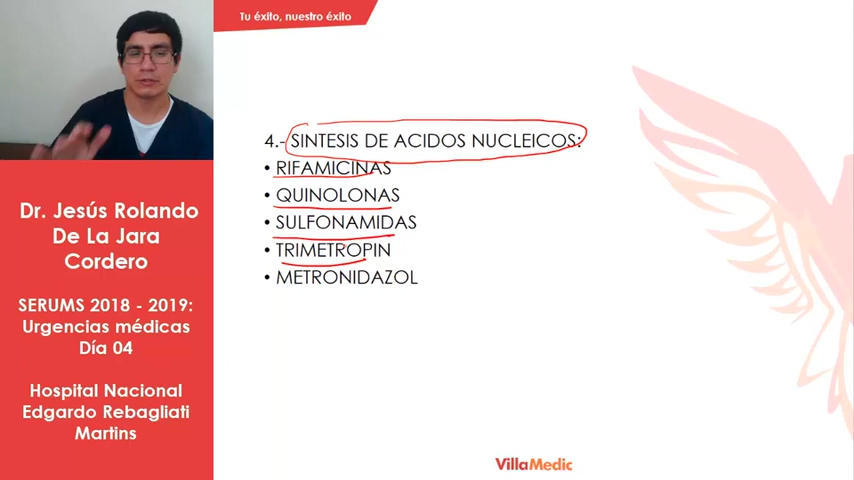 Tu éxito, nuestro éxito
4.- SINTESIS DE ACIDOS NUCLEICOS:
• RIFAMICINAS
• QUINOLONAS
• SULFONAMIDAS
• TRIMETROPIN
• METRONIDAZOL
Dr. Jesús Rolando
De La Jara
Cordero
SERUMS 2018 - 2019:
Urgencias médicas
Día 04
Hospital Nacional
Edgardo Rebagliati
Martins
VillaMedic